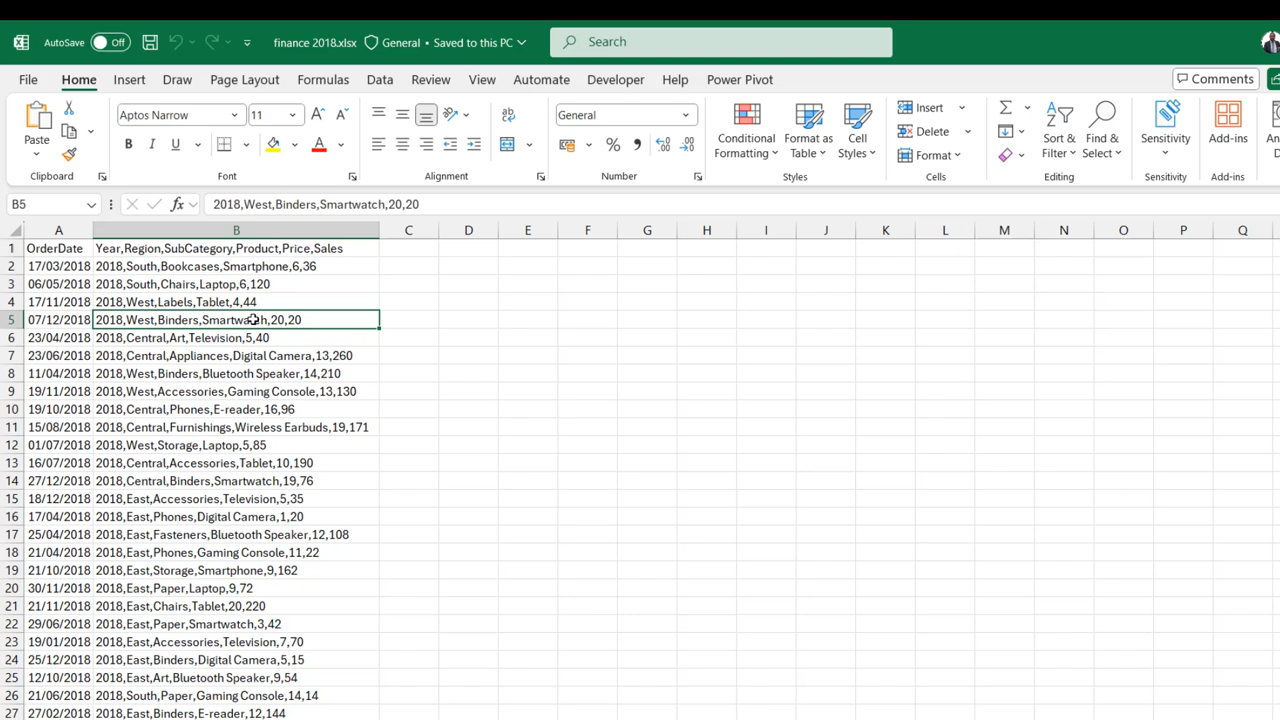 AutoSave Off finance 2018.xlsx General • Saved to this PC Search
File Home Insert Draw Page Layout Formulas Data Review View Automate Developer Help Power Pivot Comments
Paste
Aptos Narrow 11
B I U A
General
% 
Conditional Formatting
Format as Table
Cell Styles
Insert
Delete
Format
Sort & Filter
Find & Select
Sensitivity
Add-ins
Clipboard Font Alignment Number Styles Cells Editing Sensitivity Add-ins
B5 fx 2018,West,Binders,Smartwatch,20,20
A B C D E F G H I J K L M N O P Q
1 OrderDate Year,Region,SubCategory,Product,Price,Sales
2 17/03/2018 2018,South,Bookcases,Smartphone,6,36
3 06/05/2018 2018,South,Chairs,Laptop,6,120
4 17/11/2018 2018,West,Labels,Tablet,4,44
5 07/12/2018 2018,West,Binders,Smartwatch,20,20
6 23/04/2018 2018,Central,Art,Television,5,40
7 23/06/2018 2018,Central,Appliances,Digital Camera,13,260
8 11/04/2018 2018,West,Binders,Bluetooth Speaker,14,210
9 19/11/2018 2018,West,Accessories,Gaming Console,13,130
10 19/10/2018 2018,Central,Phones,E-reader,16,96
11 15/08/2018 2018,Central,Furnishings,Wireless Earbuds,19,171
12 01/07/2018 2018,West,Storage,Laptop,5,85
13 16/07/2018 2018,Central,Accessories,Tablet,10,190
14 27/12/2018 2018,Central,Binders,Smartwatch,19,76
15 18/12/2018 2018,East,Accessories,Television,5,35
16 17/04/2018 2018,East,Phones,Digital Camera,1,20
17 25/04/2018 2018,East,Fasteners,Bluetooth Speaker,12,108
18 21/04/2018 2018,East,Phones,Gaming Console,11,22
19 21/10/2018 2018,East,Storage,Smartphone,9,162
20 30/11/2018 2018,East,Paper,Laptop,9,72
21 21/11/2018 2018,East,Chairs,Tablet,20,220
22 29/06/2018 2018,East,Paper,Smartwatch,3,42
23 19/01/2018 2018,East,Accessories,Television,7,70
24 25/12/2018 2018,East,Binders,Digital Camera,5,15
25 12/10/2018 2018,East,Art,Bluetooth Speaker,9,54
26 21/06/2018 2018,South,Paper,Gaming Console,14,14
27 27/02/2018 2018,East,Binders,E-reader,12,144